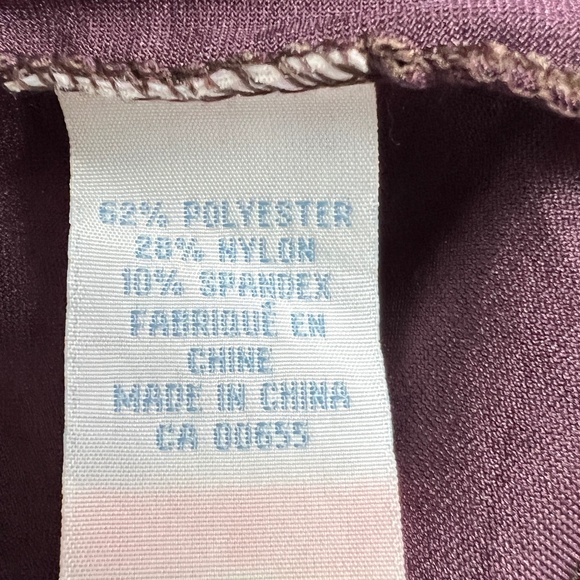 62% POLYESTER
28% NYLON
10% SPANDEX
FABRIQUÉ EN
CHINE
MADE IN CHINA
CA 00655